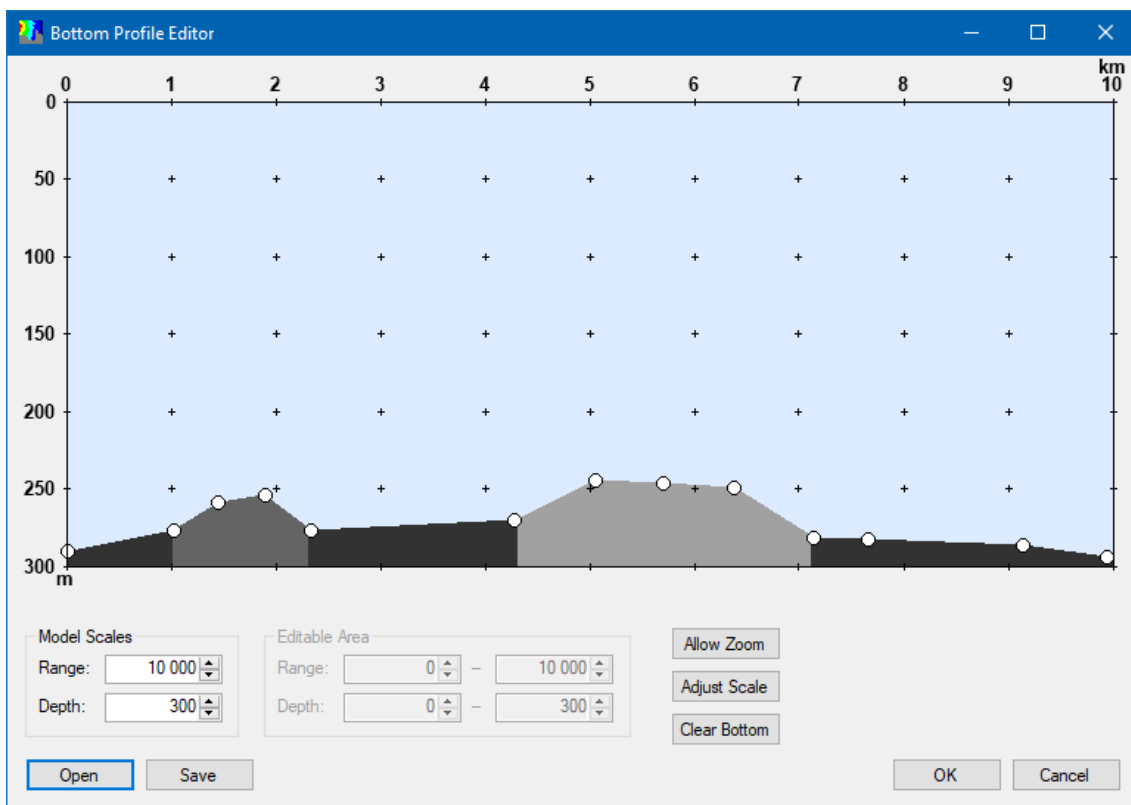 Bottom Profile Editor
km
0 1 2 3 4 5 6 7 8 9 10
0
50
100
150
200
250
300
m
Model Scales
Range: 10 000
Depth: 300
Editable Area
Range: 0 – 10 000
Depth: 0 – 300
Allow Zoom
Adjust Scale
Clear Bottom
Open Save OK Cancel